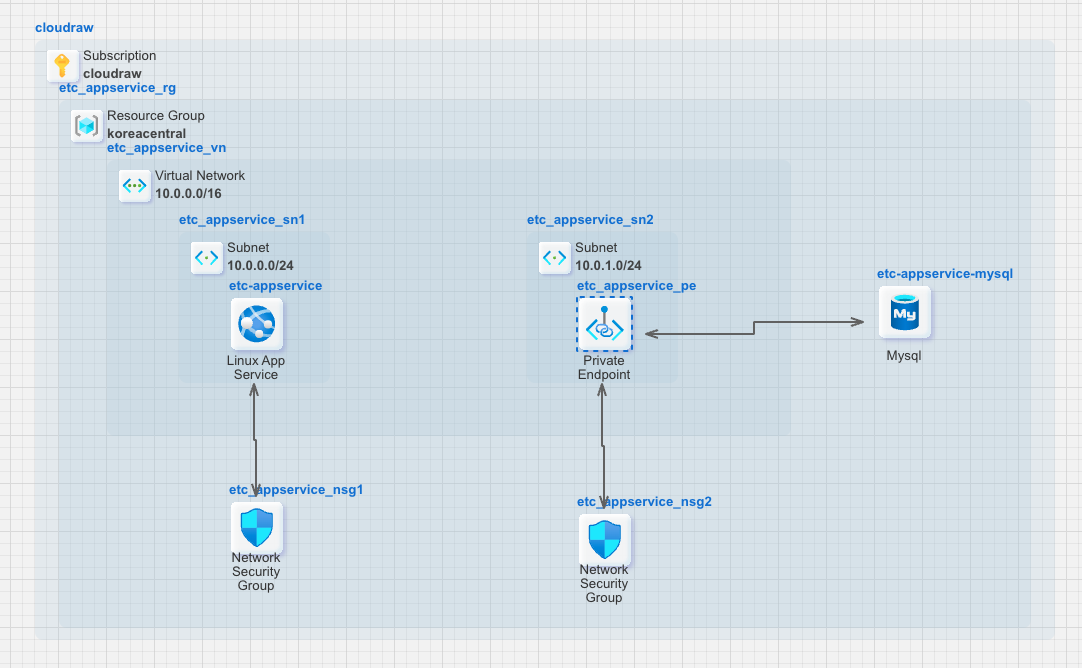 cloudraw
Subscription
cloudraw
etc_appservice_rg
Resource Group
koreacentral
etc_appservice_vn
Virtual Network
10.0.0.0/16
etc_appservice_sn1
Subnet
10.0.0.0/24
etc-appservice
Linux App
Service
etc_appservice_sn2
Subnet
10.0.1.0/24
etc_appservice_pe
Private
Endpoint
etc-appservice-mysql
My
Mysql
etc_appservice_nsg1
Network
Security
Group
etc_appservice_nsg2
Network
Security
Group